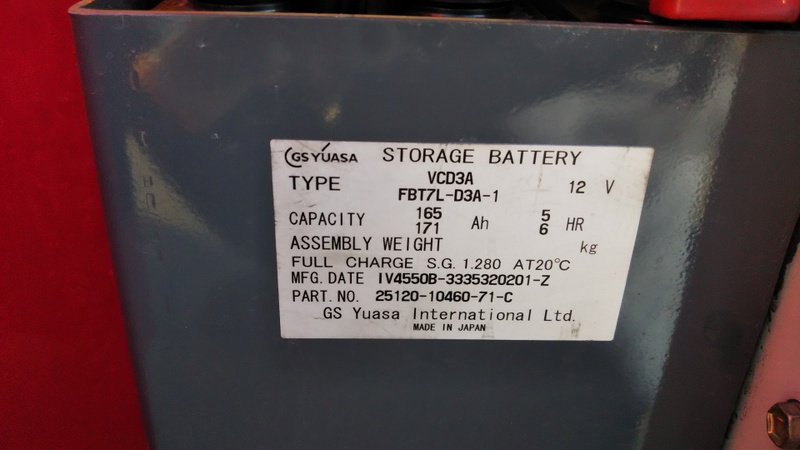 GS YUASA STORAGE BATTERY
TYPE VCD3A 12 V
FBT7L-D3A-1
CAPACITY 165 Ah 5 HR
171 6
ASSEMBLY WEIGHT kg
FULL CHARGE S.G. 1.280 AT20°C
MFG. DATE IV4550B-3335320201-Z
PART. NO. 25120-10460-71-C
GS Yuasa International Ltd.
MADE IN JAPAN